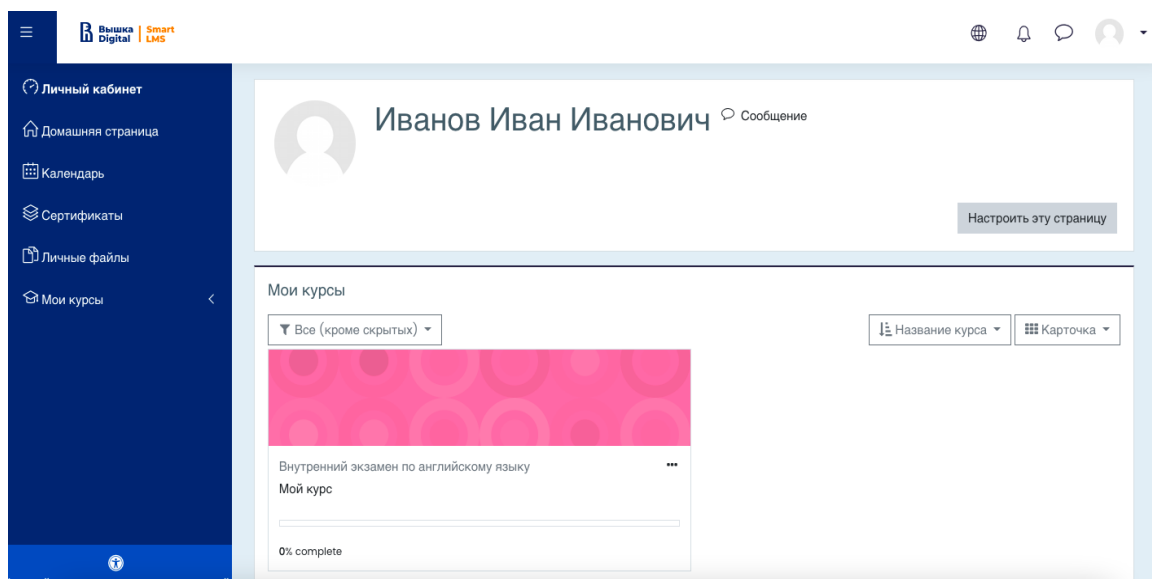 Вышка | Smart
Digital | LMS
Личный кабинет
Домашняя страница
Календарь
Сертификаты
Личные файлы
Мои курсы
Иванов Иван Иванович
Сообщение
Настроить эту страницу
Мои курсы
Все (кроме скрытых)
Название курса
Карточка
Внутренний экзамен по английскому языку
Мой курс
0% complete